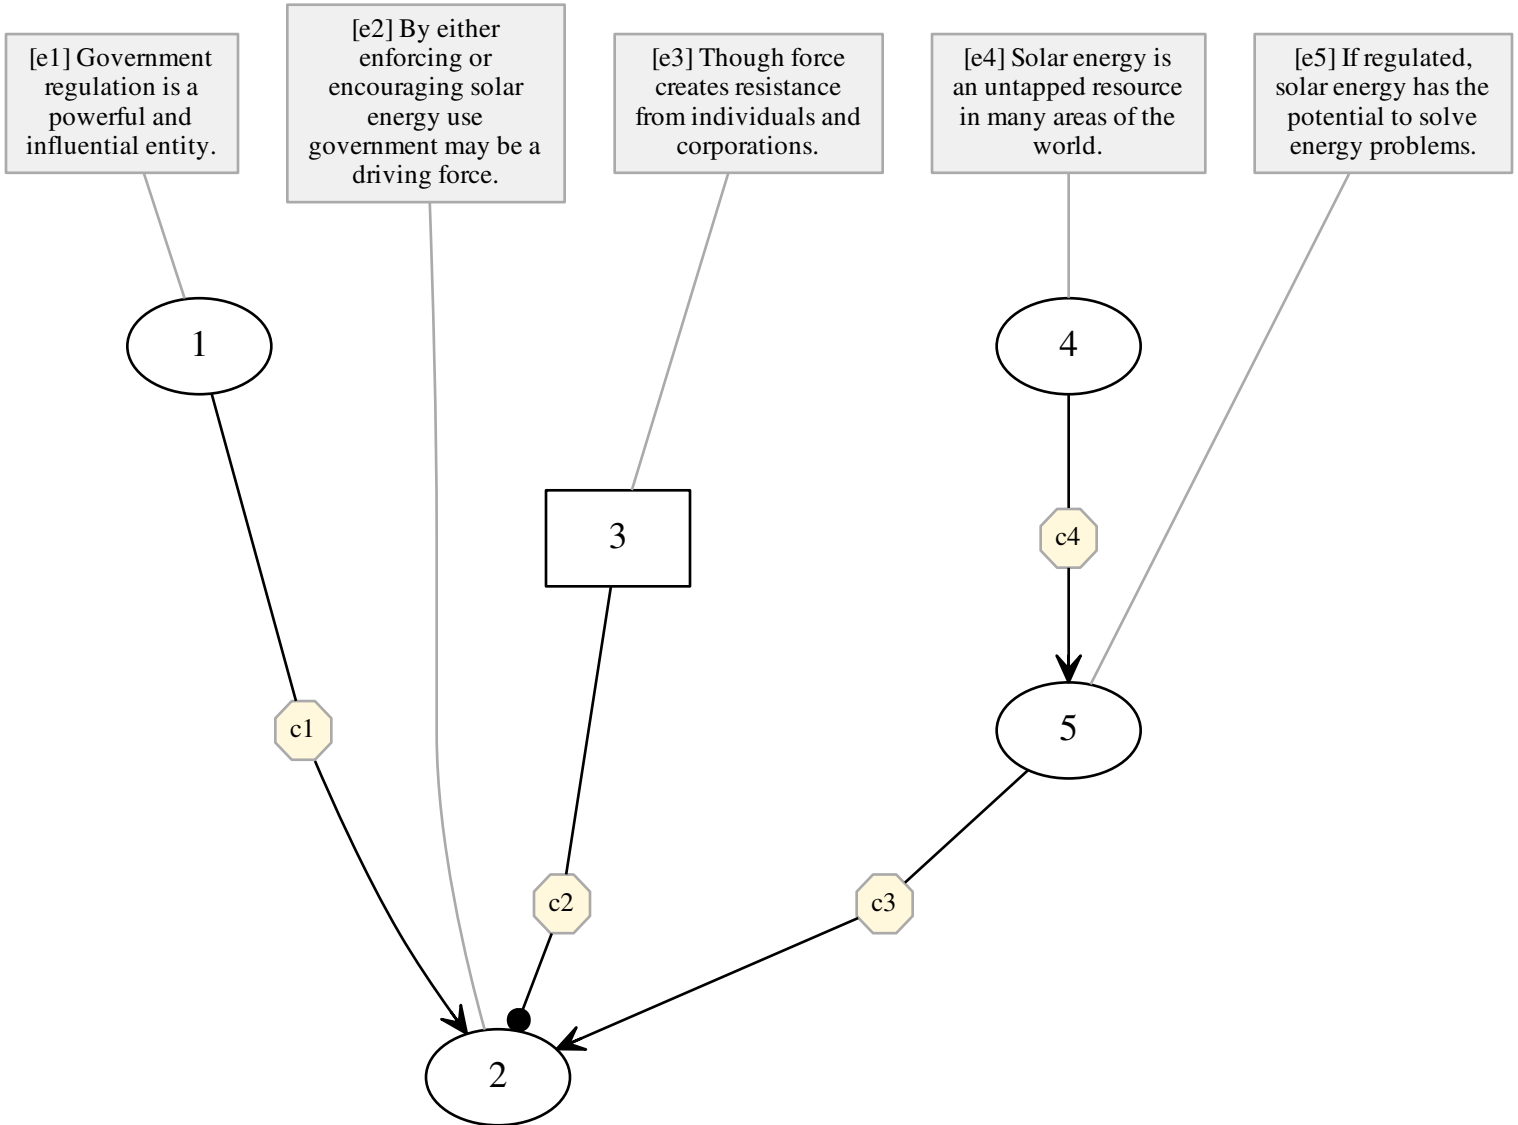 [e1] Government
regulation is a
powerful and
influential entity.
[e2] By either
enforcing or
encouraging solar
energy use
government may be a
driving force.
[e3] Though force
creates resistance
from individuals and
corporations.
[e4] Solar energy is
an untapped resource
in many areas of the
world.
[e5] If regulated,
solar energy has the
potential to solve
energy problems.
1
4
3
c4
c1
5
c2
c3
2